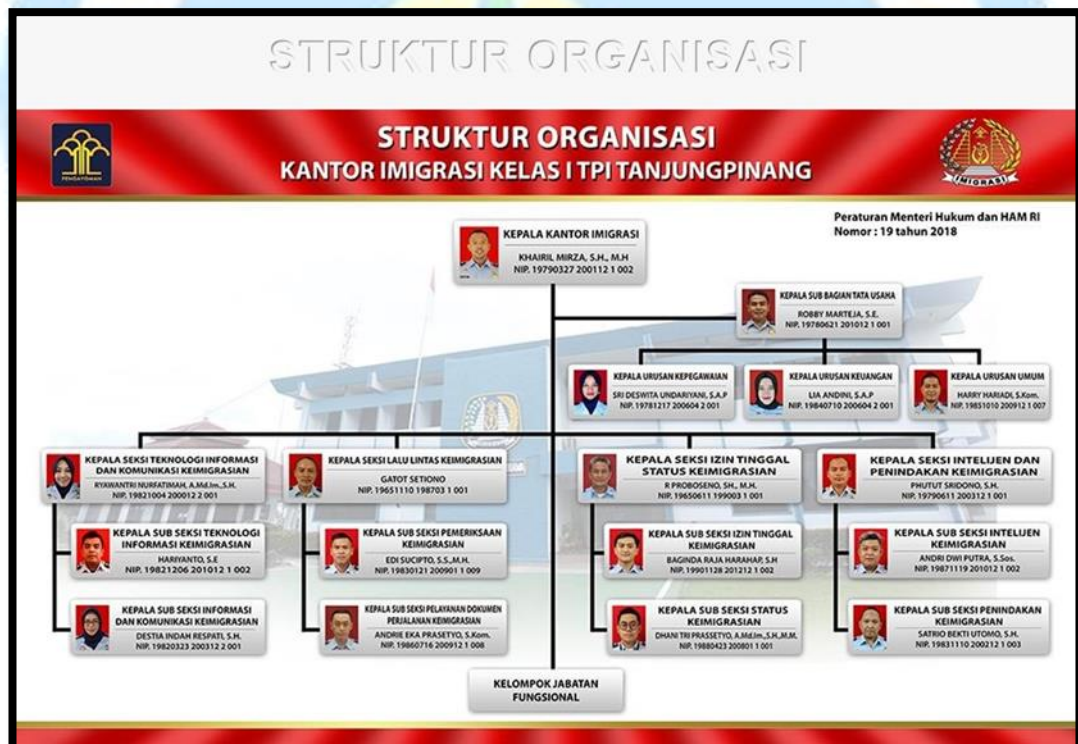 STRUKTUR ORGANISASI
STRUKTUR ORGANISASI
KANTOR IMIGRASI KELAS I TPI TANJUNGPINANG
PENGAYOMAN
IMIGRASI
Peraturan Menteri Hukum dan HAM RI
Nomor : 19 tahun 2018
KEPALA KANTOR IMIGRASI
KHAIRIL MIRZA, S.H., M.H
NIP. 19790327 200112 1 002
KEPALA SUB BAGIAN TATA USAHA
ROBBY MARTEJA, S.E.
NIP. 19780621 201012 1 001
KEPALA URUSAN KEPEGAWAIAN
SRI DESWITA UNDARIYANI, S.A.P
NIP. 19781217 200604 2 001
KEPALA URUSAN KEUANGAN
LIA ANDINI, S.A.P
NIP. 19840710 200604 2 001
KEPALA URUSAN UMUM
HARRY HARIADI, S.Kom.
NIP. 19851010 200912 1 007
KEPALA SEKSI TEKNOLOGI INFORMASI
DAN KOMUNIKASI KEIMIGRASIAN
RYAWANTRI NURFATIMAH, A.Md.Im.,S.H.
NIP. 19821004 200012 2 001
KEPALA SEKSI LALU LINTAS KEIMIGRASIAN
GATOT SETIONO
NIP. 19651110 198703 1 001
KEPALA SEKSI IZIN TINGGAL
STATUS KEIMIGRASIAN
R PROBOSENO, SH., M.H.
NIP. 19650611 199003 1 001
KEPALA SEKSI INTELIJEN DAN
PENINDAKAN KEIMIGRASIAN
PHUTUT SRIDONO, S.H.
NIP. 19790611 200312 1 001
KEPALA SUB SEKSI TEKNOLOGI
INFORMASI KEIMIGRASIAN
HARIYANTO, S.E
NIP. 19821206 201012 1 002
KEPALA SUB SEKSI PEMERIKSAAN
KEIMIGRASIAN
EDI SUCIPTO, S.S.,M.H.
NIP. 19830121 200901 1 009
KEPALA SUB SEKSI IZIN TINGGAL
KEIMIGRASIAN
BAGINDA RAJA HARAHAP, S.H
NIP. 19901128 201212 1 002
KEPALA SUB SEKSI INTELIJEN
KEIMIGRASIAN
ANDRI DWI PUTRA, S.Sos.
NIP. 19871119 201012 1 002
KEPALA SUB SEKSI INFORMASI
DAN KOMUNIKASI KEIMIGRASIAN
DESTIA INDAH RESPATI, S.H.
NIP. 19820323 200312 2 001
KEPALA SUB SEKSI PELAYANAN DOKUMEN
PERJALANAN KEIMIGRASIAN
ANDRIE EKA PRASETYO, S.Kom.
NIP. 19860716 200912 1 008
KEPALA SUB SEKSI STATUS
KEIMIGRASIAN
DHANI TRI PRASSETYO, A.Md.Im.,S.H.,M.M.
NIP. 19880423 200801 1 001
KEPALA SUB SEKSI PENINDAKAN
KEIMIGRASIAN
SATRIO BEKTI UTOMO, S.H.
NIP. 19831110 200212 1 003
KELOMPOK JABATAN
FUNGSIONAL